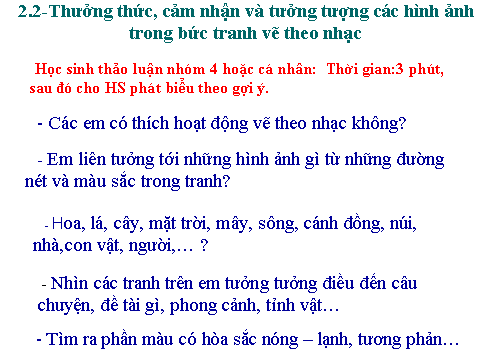 2.2-Thưởng thức, cảm nhận và tưởng tượng các hình ảnh
trong bức tranh vẽ theo nhạc
Học sinh thảo luận nhóm 4 hoặc cá nhân: Thời gian:3 phút,
sau đó cho HS phát biểu theo gợi ý.
- Các em có thích hoạt động vẽ theo nhạc không?
- Em liên tưởng tới những hình ảnh gì từ những đường
nét và màu sắc trong tranh?
- Hoa, lá, cây, mặt trời, mây, sông, cánh đồng, núi,
nhà,con vật, người,… ?
- Nhìn các tranh trên em tưởng tưởng điều đến câu
chuyện, đề tài gì, phong cảnh, tỉnh vật…
- Tìm ra phần màu có hòa sắc nóng – lạnh, tương phản…